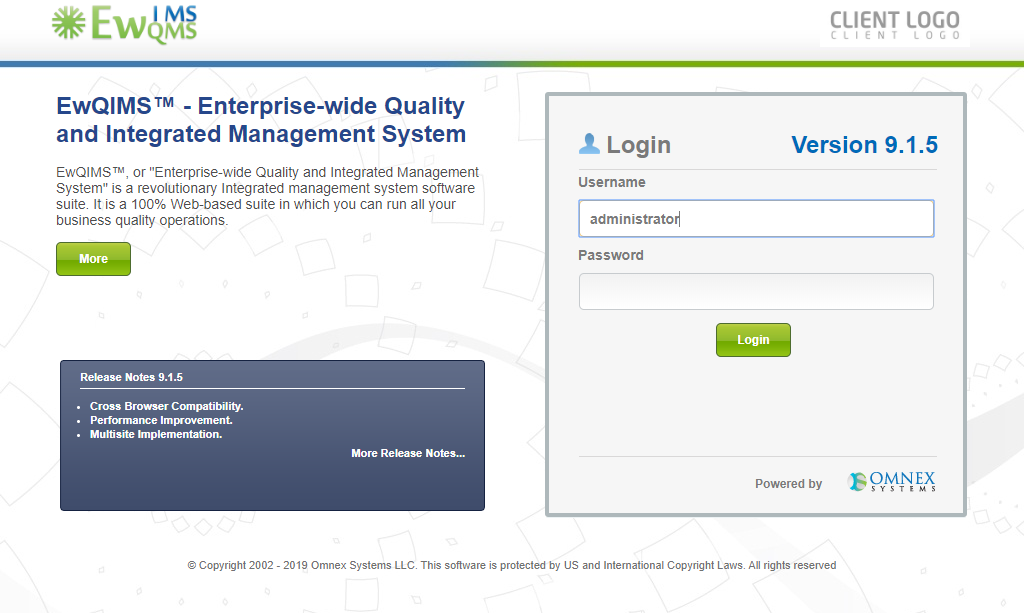 EwIMS
QMS
CLIENT LOGO
CLIENT LOGO
EwQIMS™ - Enterprise-wide Quality
and Integrated Management System
EwQIMS™, or "Enterprise-wide Quality and Integrated Management
System" is a revolutionary Integrated management system software
suite. It is a 100% Web-based suite in which you can run all your
business quality operations.
More
Release Notes 9.1.5
Cross Browser Compatibility.
Performance Improvement.
Multisite Implementation.
More Release Notes...
Login
Version 9.1.5
Username
administrator
Password
Login
Powered by
OMNEX
SYSTEMS
© Copyright 2002 - 2019 Omnex Systems LLC. This software is protected by US and International Copyright Laws. All rights reserved